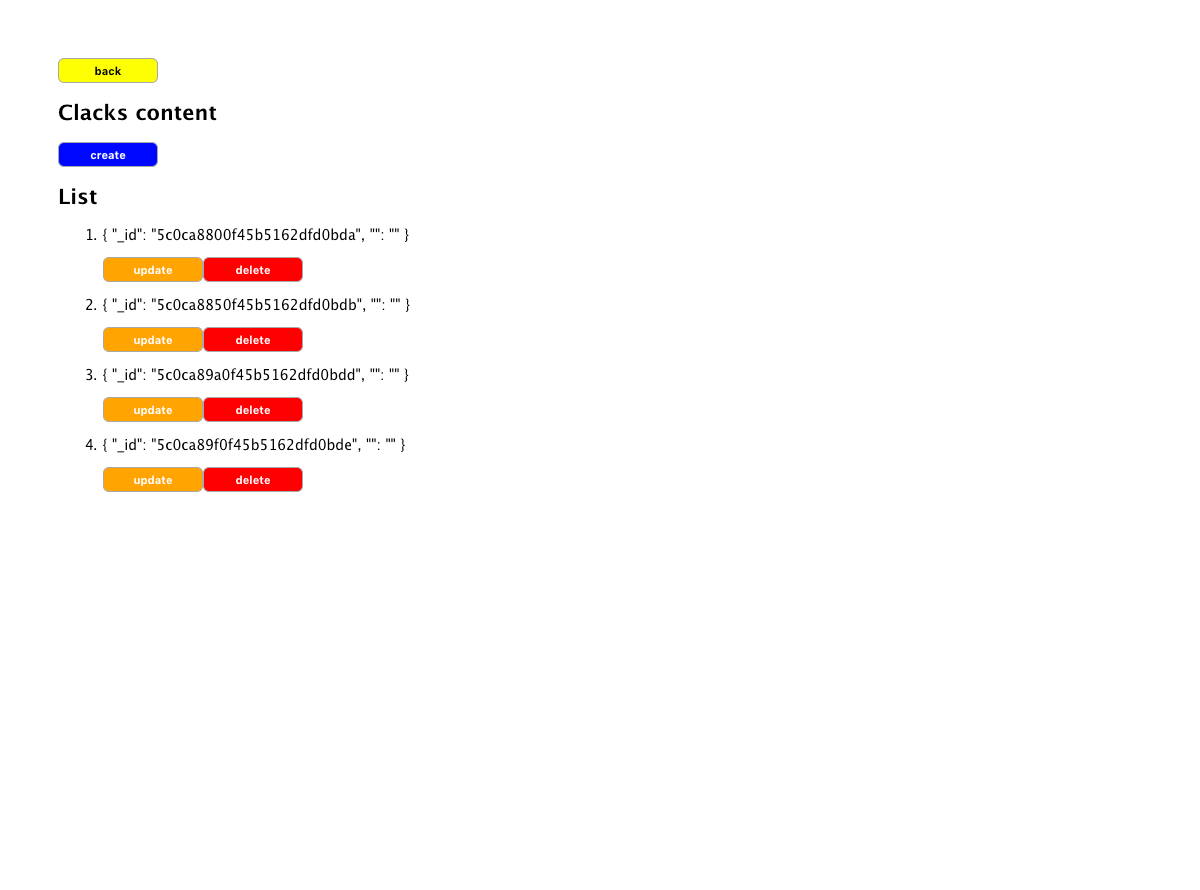 back
Clacks content
create
List
1. { "_id": "5c0ca8800f45b5162dfd0bda", "": "" }
update delete
2. { "_id": "5c0ca8850f45b5162dfd0bdb", "": "" }
update delete
3. { "_id": "5c0ca89a0f45b5162dfd0bdd", "": "" }
update delete
4. { "_id": "5c0ca89f0f45b5162dfd0bde", "": "" }
update delete